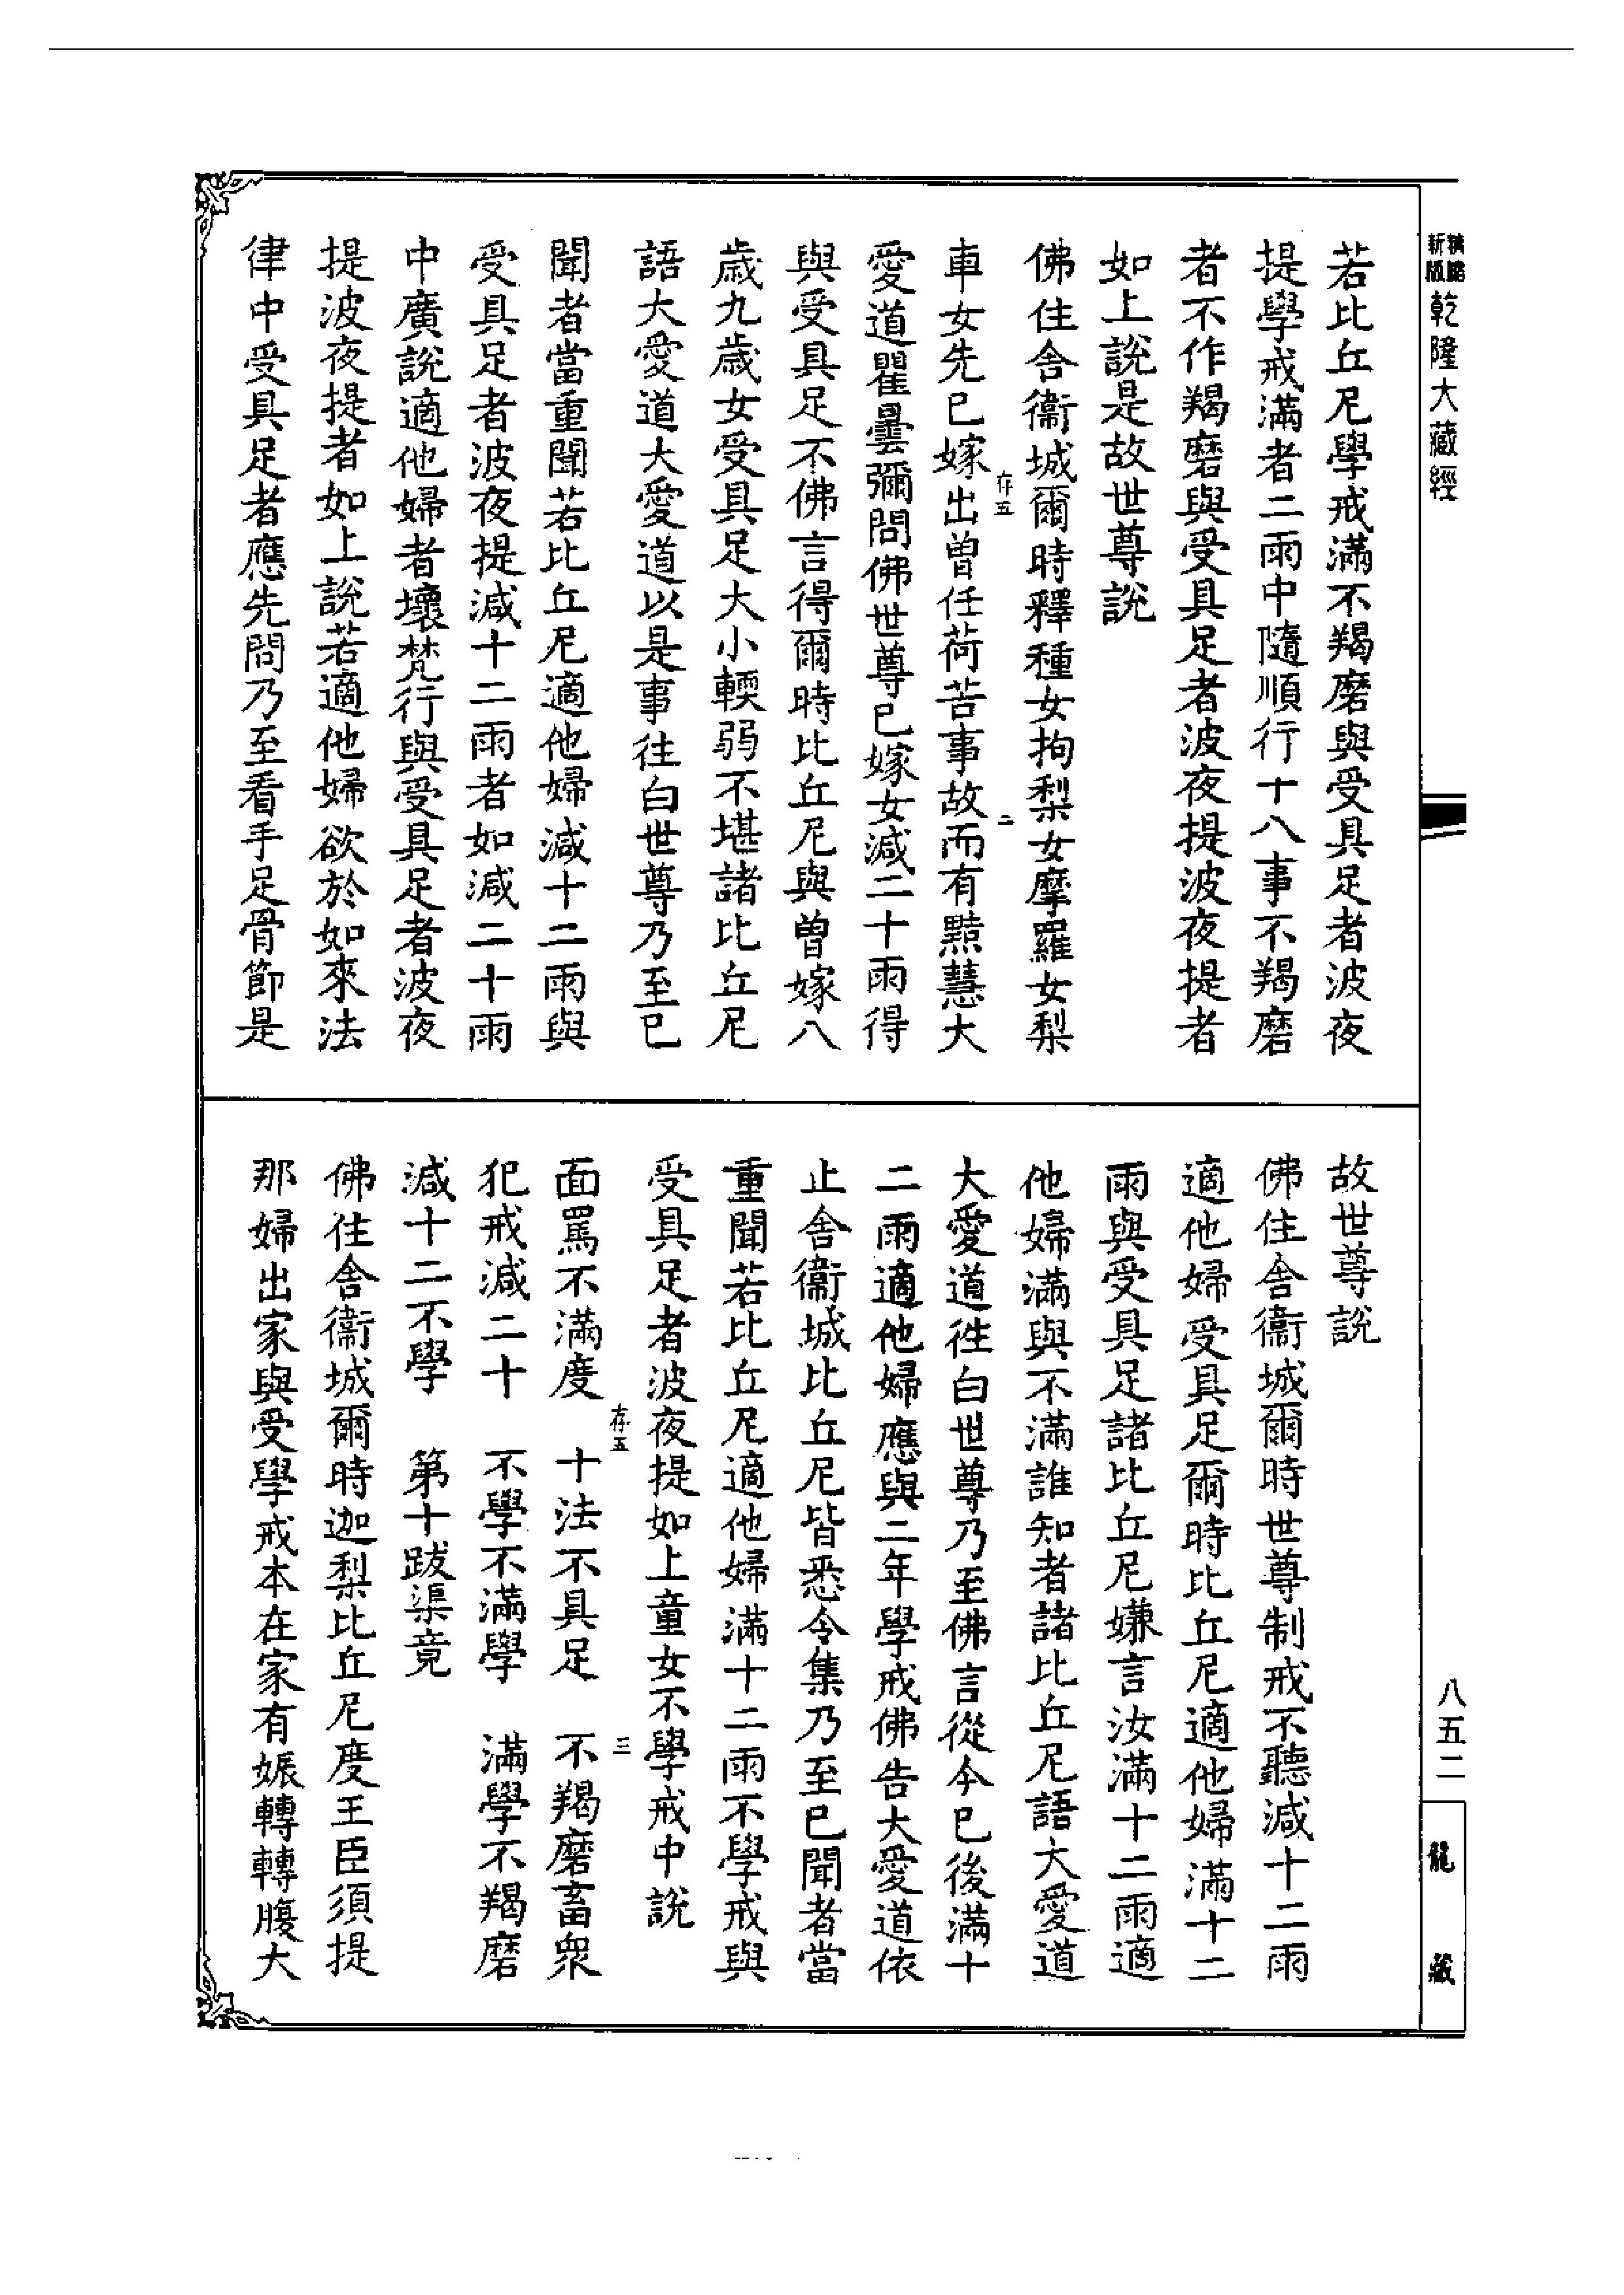 乾隆大藏經
若比丘尼學戒滿不羯磨與受具足者波夜
提學戒滿者二雨中隨順行十八事不羯磨
者不作羯磨與受具足者波夜提波夜提者
如上說是故世尊說
佛住舍衞城爾時釋種女拘梨女摩羅女梨
存五 二
車女先已嫁出曾任荷苦事故而有黠慧大
愛道瞿曇彌問佛世尊已嫁女減二十雨得
與受具足不佛言得爾時比丘尼與曾嫁八
歲九歲女受具足大小輭弱不堪諸比丘尼
語大愛道大愛道以是事往白世尊乃至已
聞者當重聞若比丘尼適他婦減十二雨與
受具足者波夜提減十二雨者如減二十雨
中廣說適他婦者壞梵行與受具足者波夜
提波夜提者如上說若適他婦欲於如來法
律中受具足者應先問乃至看手足骨節是
故世尊說
佛住舍衞城爾時世尊制戒不聽減十二雨
適他婦受具足爾時比丘尼適他婦滿十二
雨與受具足諸比丘尼嫌言汝滿十二雨適
他婦滿與不滿誰知者諸比丘尼語大愛道
大愛道徃白世尊乃至佛言從今已後滿十
二雨適他婦應與二年學戒佛告大愛道依
止舍衞城比丘尼皆悉令集乃至已聞者當
重聞若比丘尼適他婦滿十二雨不學戒與
受具足者波夜提如上童女不學戒中說
存五 三
面罵不滿度　十法不具足　不羯磨畜眾
犯戒減二十　不學不滿學　滿學不羯磨
減十二不學　第十跋渠竟
佛住舍衞城爾時迦梨比丘尼度王臣須提
那婦出家與受學戒本在家有娠轉轉腹大
八五二
龍藏